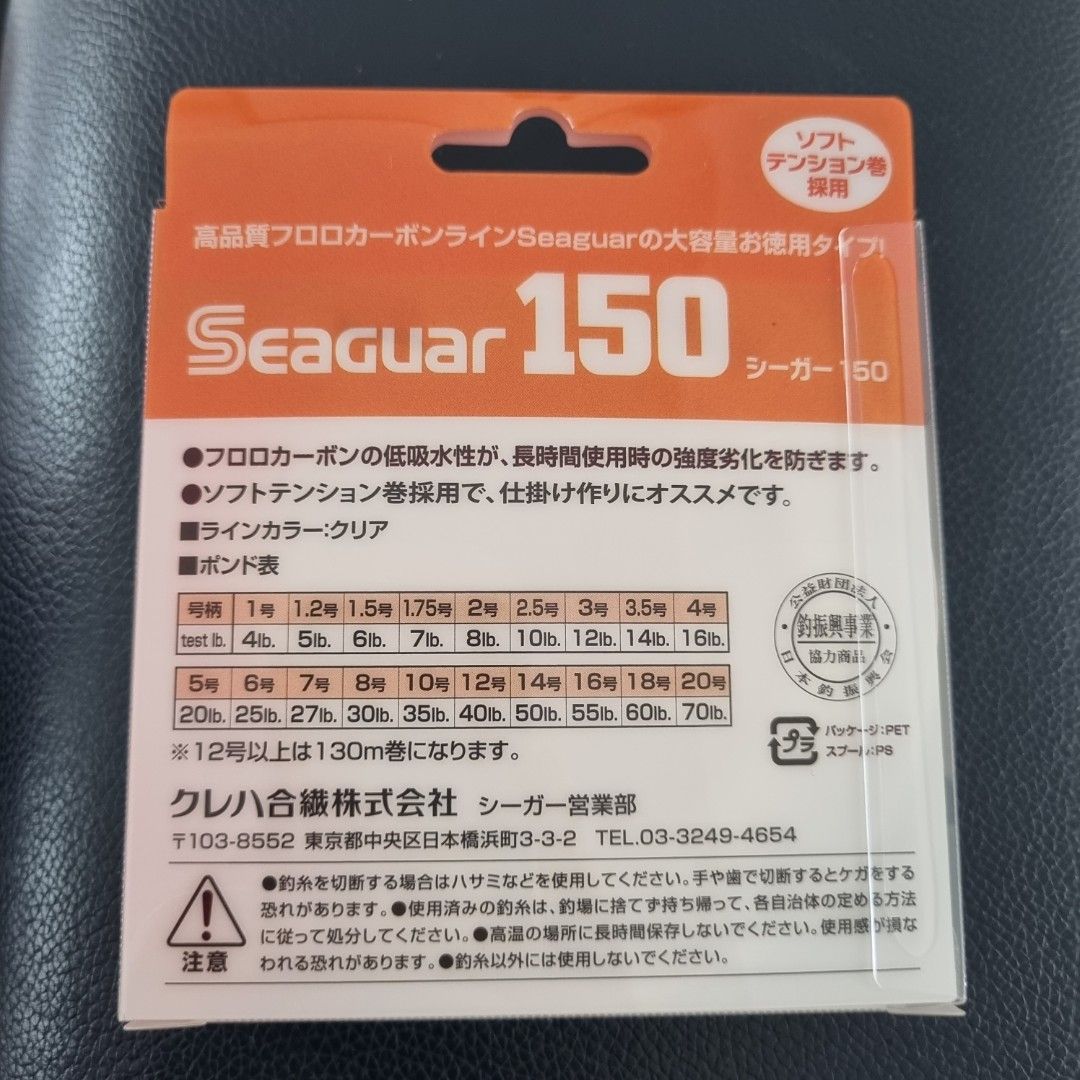 ソフト
テンション巻
採用
高品質フロロカーボンラインSeaguarの大容量お徳用タイプ!
Seaguar 150 シーガー150
●フロロカーボンの低吸水性が、長時間使用時の強度劣化を防ぎます。
●ソフトテンション巻採用で、仕掛け作りにオススメです。
■ラインカラー:クリア
■ポンド表
号柄 1号 1.2号 1.5号 1.75号 2号 2.5号 3号 3.5号 4号
test lb. 4lb. 5lb. 6lb. 7lb. 8lb. 10lb. 12lb. 14lb. 16lb.
5号 6号 7号 8号 10号 12号 14号 16号 18号 20号
20lb. 25lb. 27lb. 30lb. 35lb. 40lb. 50lb. 55lb. 60lb. 70lb.
※12号以上は130m巻になります。
公益財団法人
釣振興事業
協力商品
日本釣振興会
プラ
パッケージ:PET
スプール:PS
クレハ合繊株式会社 シーガー営業部
〒103-8552 東京都中央区日本橋浜町3-3-2 TEL.03-3249-4654
注意
●釣糸を切断する場合はハサミなどを使用してください。手や歯で切断するとケガをする
恐れがあります。●使用済みの釣糸は、釣場に捨てず持ち帰って、各自治体の定める方法
に従って処分してください。●高温の場所に長時間保存しないでください。使用感が損な
われる恐れがあります。●釣糸以外には使用しないでください。